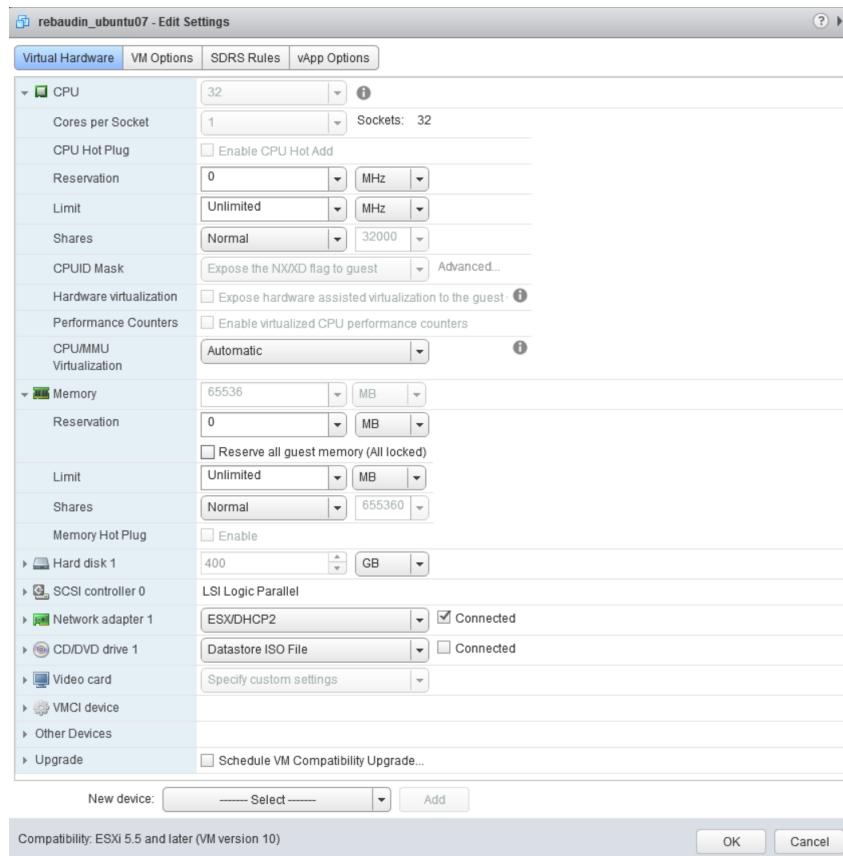 rebaudin_ubuntu07 - Edit Settings ?
Virtual Hardware VM Options SDRS Rules vApp Options
CPU 32
Cores per Socket 1 Sockets: 32
CPU Hot Plug Enable CPU Hot Add
Reservation 0 MHz
Limit Unlimited MHz
Shares Normal 32000
CPUID Mask Expose the NX/XD flag to guest Advanced...
Hardware virtualization Expose hardware assisted virtualization to the guest
Performance Counters Enable virtualized CPU performance counters
CPU/MMU Automatic
Virtualization
Memory 65536 MB
Reservation 0 MB
Reserve all guest memory (All locked)
Limit Unlimited MB
Shares Normal 655360
Memory Hot Plug Enable
Hard disk 1 400 GB
SCSI controller 0 LSI Logic Parallel
Network adapter 1 ESX/DHCP2 Connected
CD/DVD drive 1 Datastore ISO File Connected
Video card Specify custom settings
VMCI device
Other Devices
Upgrade Schedule VM Compatibility Upgrade...
New device: ------- Select ------- Add
Compatibility: ESXi 5.5 and later (VM version 10) OK Cancel